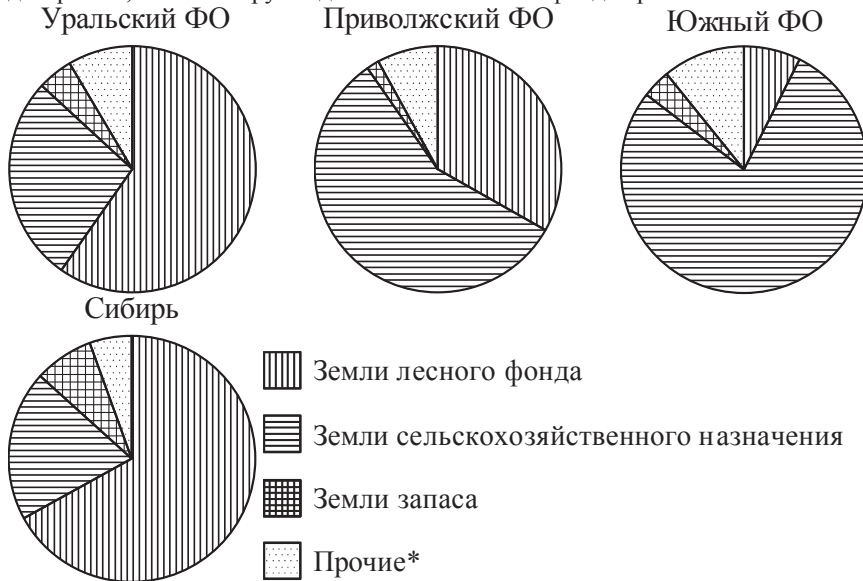 Уральский ФО
Приволжский ФО
Южный ФО
Сибирь
Земли лесного фонда
Земли сельскохозяйственного назначения
Земли запаса
Прочие*